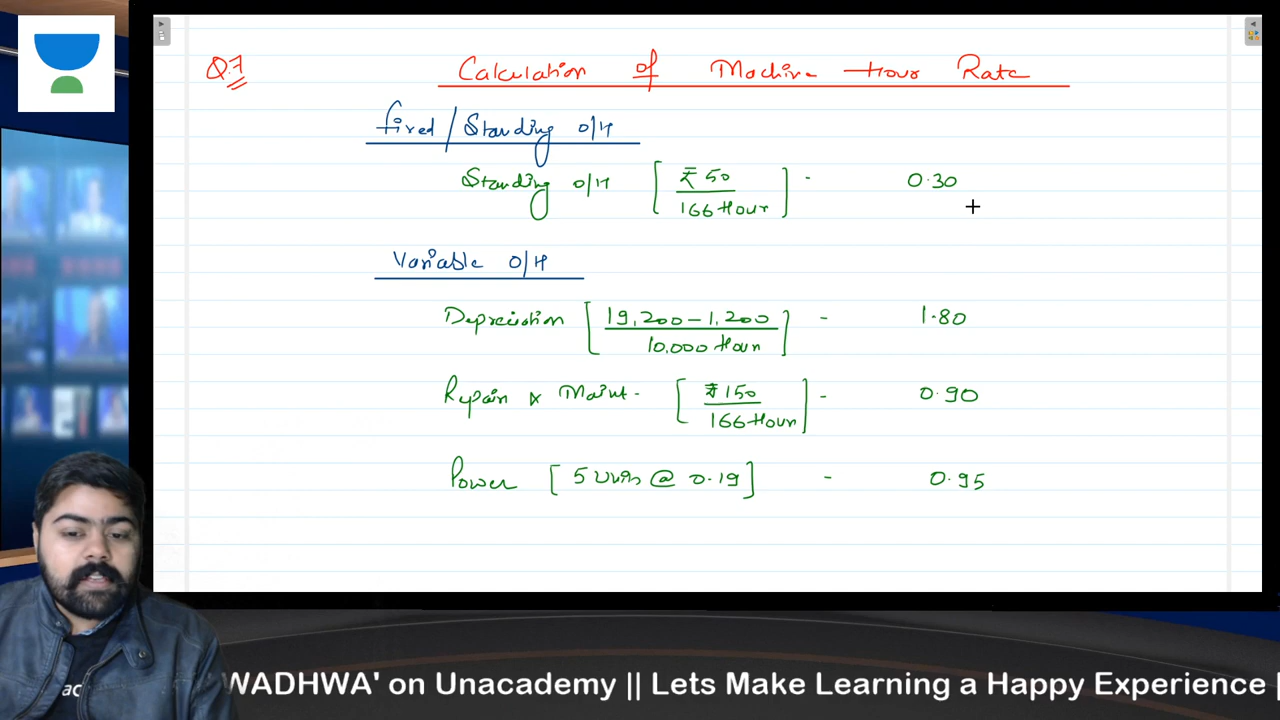 Q.7 Calculation of Machine Hour Rate
Fixed / Standing O/H
Standing O/H [ ₹ 50 / 166 Hour ] - 0.30
Variable O/H
Depreciation [ 19,200 - 1,200 / 10,000 Hour ] - 1.80
Repair & Maint. [ ₹ 150 / 166 Hour ] - 0.90
Power [ 5 Units @ 0.19 ] - 0.95
WADHWA' on Unacademy || Lets Make Learning a Happy Experience |